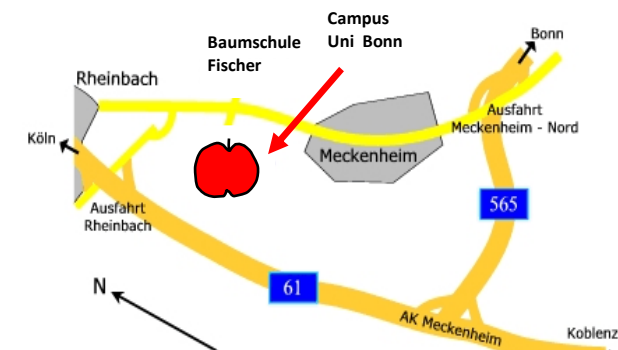 Campus
Uni Bonn
Baumschule
Fischer
Bonn
Rheinbach
Ausfahrt
Meckenheim - Nord
Köln
Meckenheim
Ausfahrt
Rheinbach
565
61
N
AK Meckenheim
Koblenz